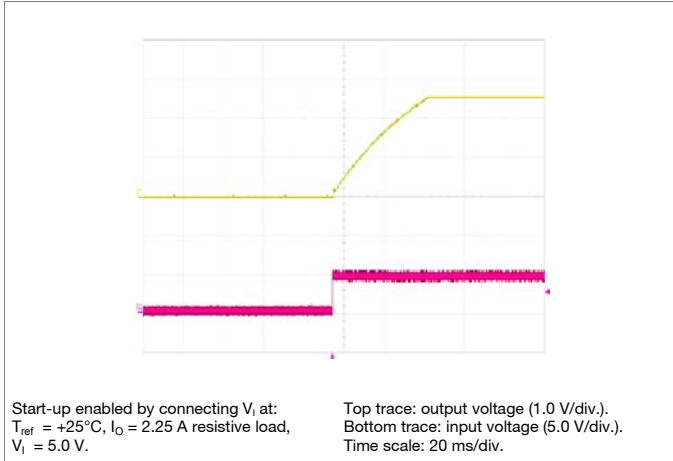 Start-up enabled by connecting VI at:
Tref = +25°C, IO = 2.25 A resistive load,
VI = 5.0 V.
Top trace: output voltage (1.0 V/div.).
Bottom trace: input voltage (5.0 V/div.).
Time scale: 20 ms/div.